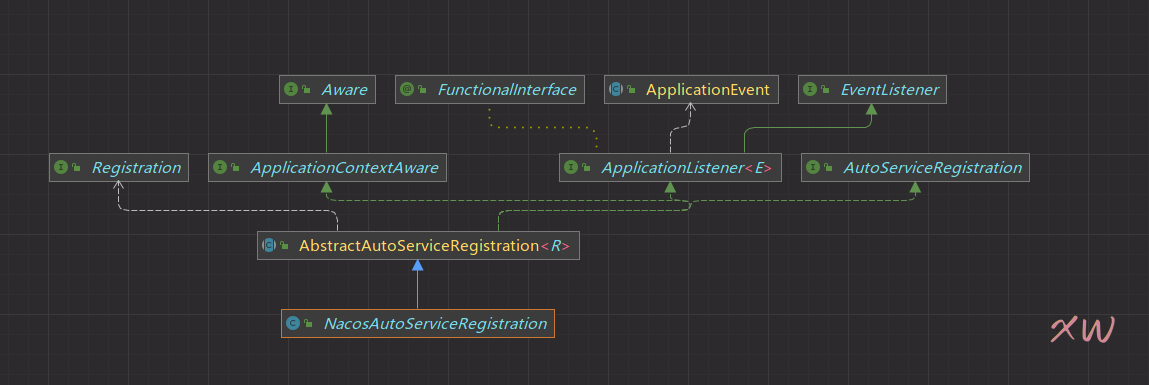 Aware
FunctionalInterface
ApplicationEvent
EventListener
Registration
ApplicationContextAware
ApplicationListener<E>
AutoServiceRegistration
AbstractAutoServiceRegistration<R>
NacosAutoServiceRegistration
XW